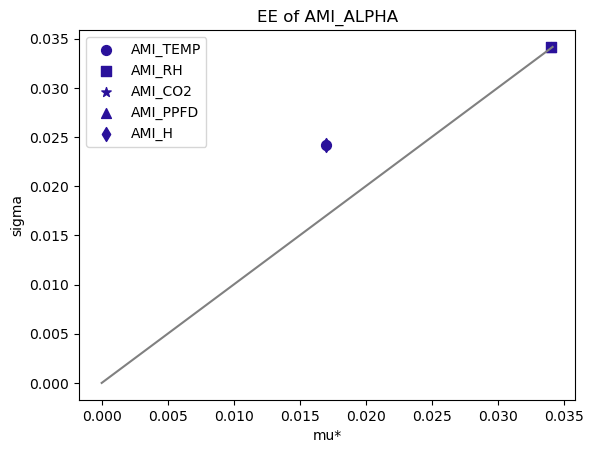 EE of AMI_ALPHA
AMI_TEMP
AMI_RH
AMI_CO2
AMI_PPFD
AMI_H
sigma
0.035
0.030
0.025
0.020
0.015
0.010
0.005
0.000
0.000 0.005 0.010 0.015 0.020 0.025 0.030 0.035
mu*